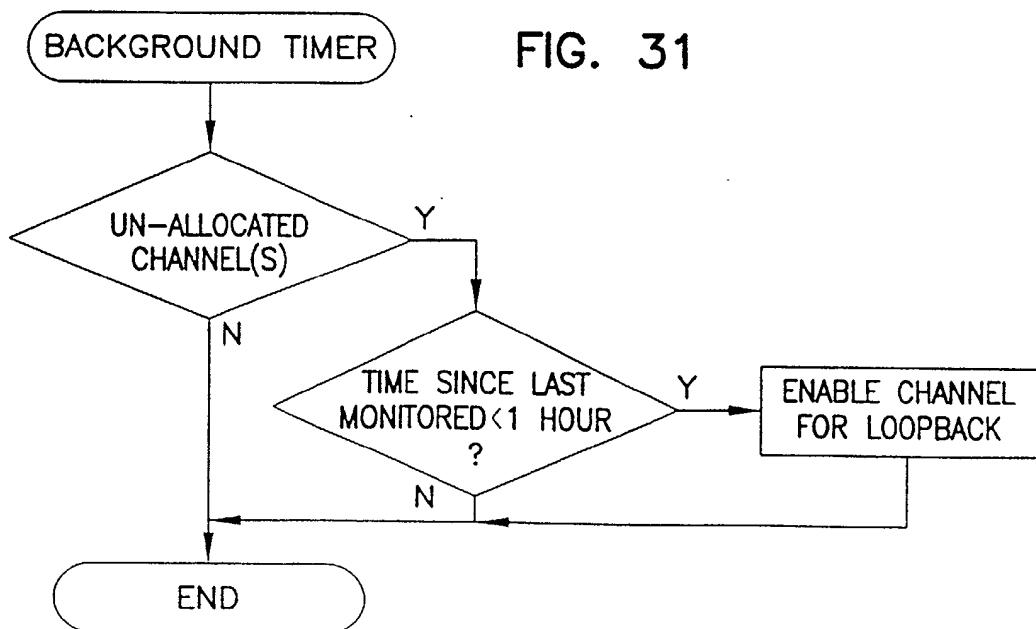 BACKGROUND TIMER
FIG. 31
UN-ALLOCATED
CHANNEL(S)
Y
N
TIME SINCE LAST
MONITORED<1 HOUR
?
Y
N
ENABLE CHANNEL
FOR LOOPBACK
END